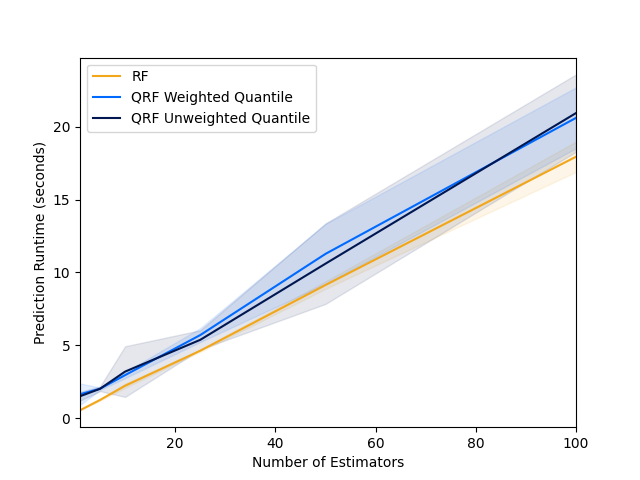 RF
QRF Weighted Quantile
QRF Unweighted Quantile
Prediction Runtime (seconds)
20
15
10
5
0
20 40 60 80 100
Number of Estimators